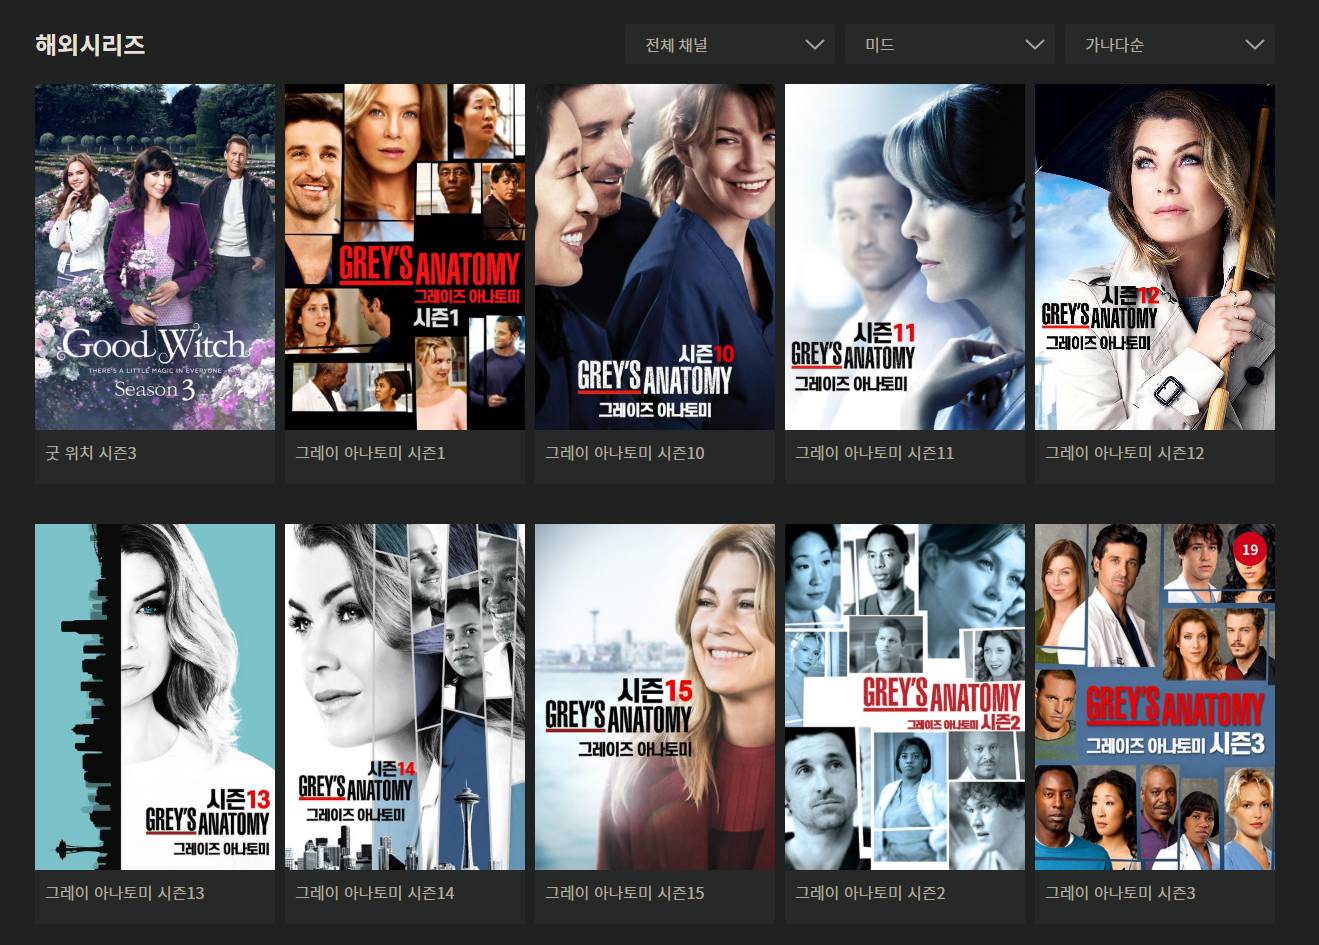 해외시리즈
전체 채널
미드
가나다순
Good Witch
THERE'S A LITTLE MAGIC IN EVERYONE
Season 3
굿 위치 시즌3
GREY'S ANATOMY
그레이즈 아나토미
시즌1
그레이 아나토미 시즌1
시즌10
GREY'S ANATOMY
그레이즈 아나토미
그레이 아나토미 시즌10
시즌11
GREY'S ANATOMY
그레이즈 아나토미
그레이 아나토미 시즌11
시즌12
GREY'S ANATOMY
그레이즈 아나토미
그레이 아나토미 시즌12
시즌13
GREY'S ANATOMY
그레이즈 아나토미
그레이 아나토미 시즌13
시즌14
GREY'S ANATOMY
그레이즈 아나토미
그레이 아나토미 시즌14
시즌15
GREY'S ANATOMY
그레이즈 아나토미
그레이 아나토미 시즌15
GREY'S ANATOMY
그레이즈 아나토미 시즌2
그레이 아나토미 시즌2
19
GREY'S ANATOMY
그레이즈 아나토미 시즌3
그레이 아나토미 시즌3